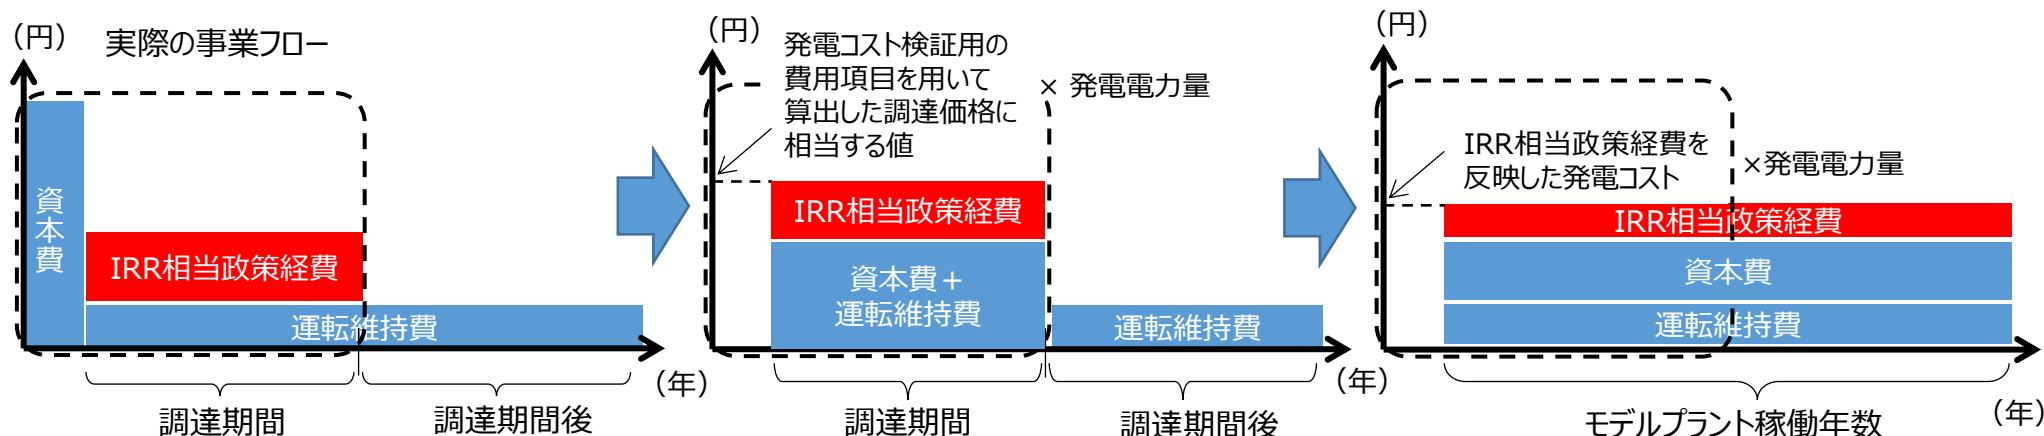 （円）
実際の事業フロー
資本費
IRR相当政策経費
運転維持費
（年）
調達期間
調達期間後
（円）
発電コスト検証用の
費用項目を用いて
算出した調達価格に
相当する値
× 発電電力量
IRR相当政策経費
資本費＋
運転維持費
運転維持費
（年）
調達期間
調達期間後
（円）
IRR相当政策経費を
反映した発電コスト
×発電電力量
IRR相当政策経費
資本費
運転維持費
モデルプラント稼働年数
（年）